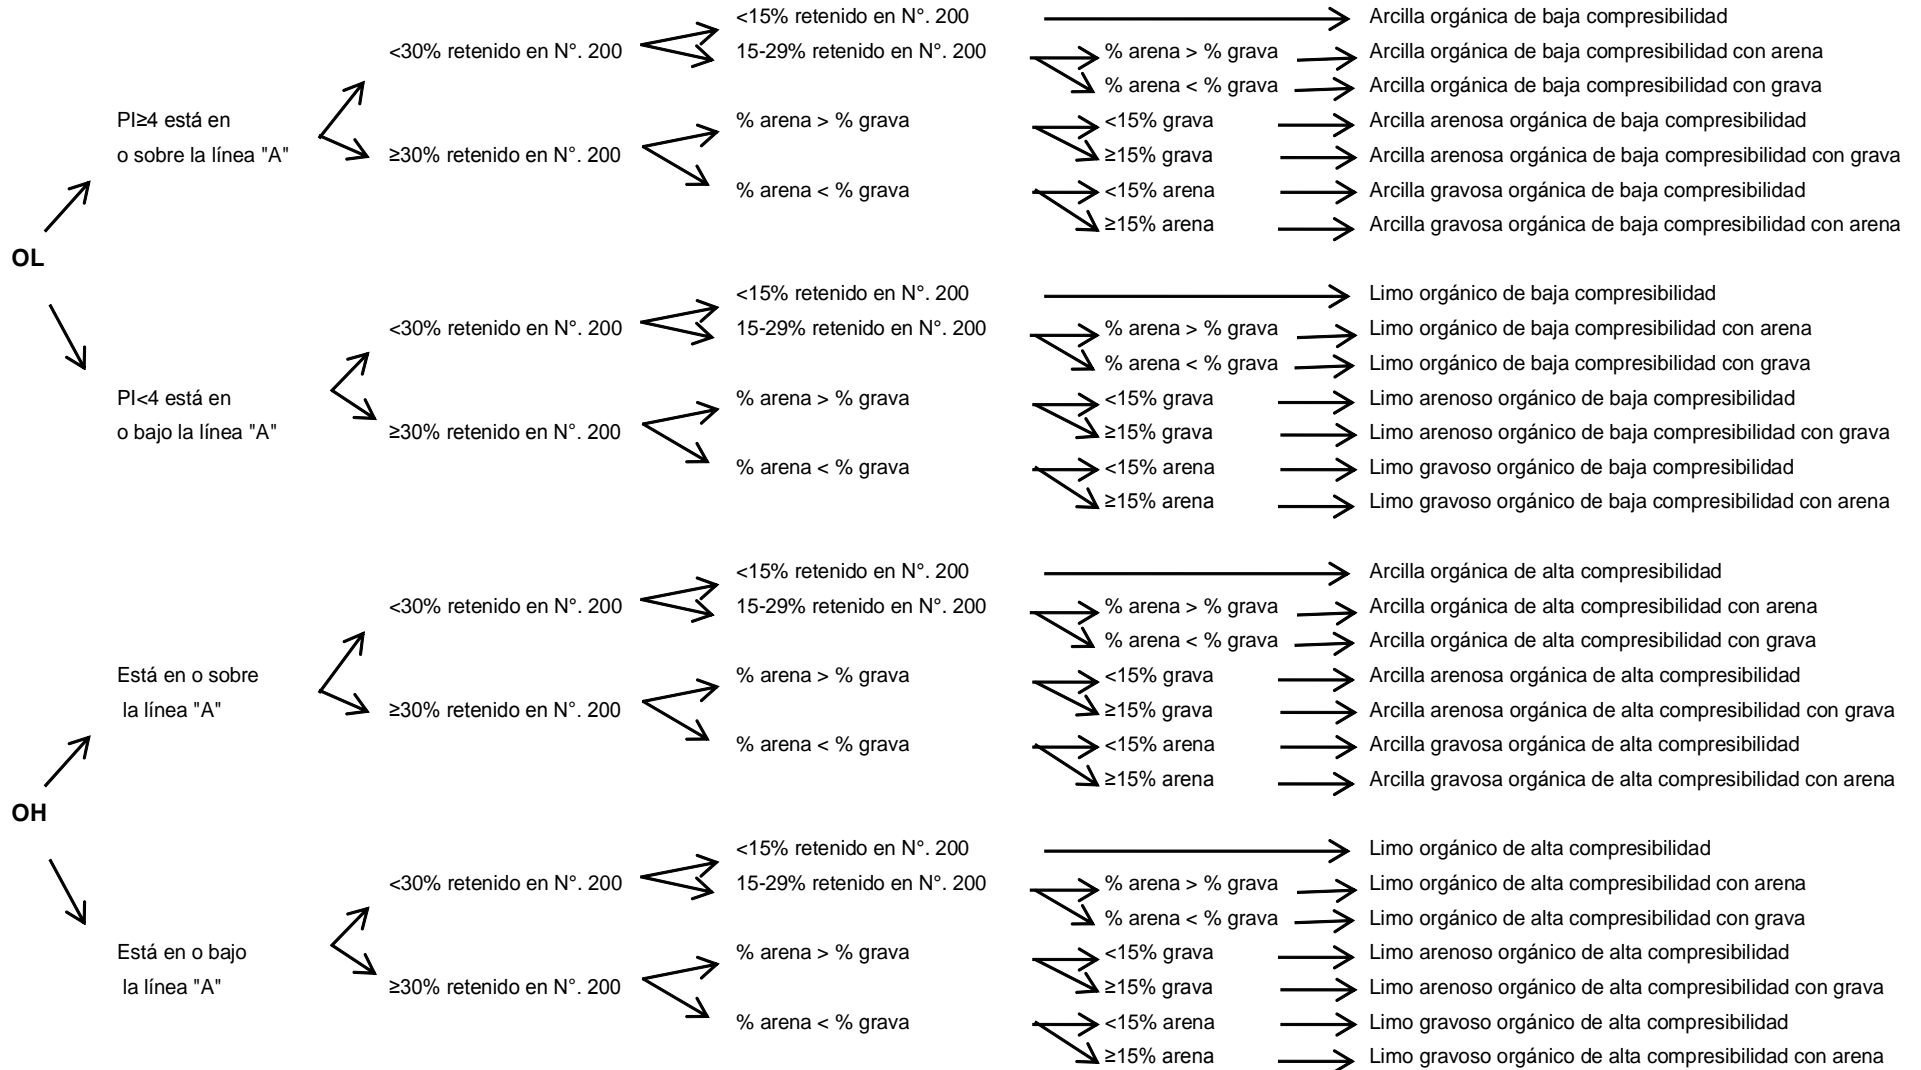 <15% retenido en N°. 200 Arcilla orgánica de baja compresibilidad
<30% retenido en N°. 200 15-29% retenido en N°. 200 % arena > % grava Arcilla orgánica de baja compresibilidad con arena
% arena < % grava Arcilla orgánica de baja compresibilidad con grava
PI≥4 está en % arena > % grava <15% grava Arcilla arenosa orgánica de baja compresibilidad
o sobre la línea "A" ≥30% retenido en N°. 200 ≥15% grava Arcilla arenosa orgánica de baja compresibilidad con grava
% arena < % grava <15% arena Arcilla gravosa orgánica de baja compresibilidad
≥15% arena Arcilla gravosa orgánica de baja compresibilidad con arena
OL
<15% retenido en N°. 200 Limo orgánico de baja compresibilidad
<30% retenido en N°. 200 15-29% retenido en N°. 200 % arena > % grava Limo orgánico de baja compresibilidad con arena
% arena < % grava Limo orgánico de baja compresibilidad con grava
PI<4 está en % arena > % grava <15% grava Limo arenoso orgánico de baja compresibilidad
o bajo la línea "A" ≥30% retenido en N°. 200 ≥15% grava Limo arenoso orgánico de baja compresibilidad con grava
% arena < % grava <15% arena Limo gravoso orgánico de baja compresibilidad
≥15% arena Limo gravoso orgánico de baja compresibilidad con arena
<15% retenido en N°. 200 Arcilla orgánica de alta compresibilidad
<30% retenido en N°. 200 15-29% retenido en N°. 200 % arena > % grava Arcilla orgánica de alta compresibilidad con arena
% arena < % grava Arcilla orgánica de alta compresibilidad con grava
Está en o sobre % arena > % grava <15% grava Arcilla arenosa orgánica de alta compresibilidad
la línea "A" ≥30% retenido en N°. 200 ≥15% grava Arcilla arenosa orgánica de alta compresibilidad con grava
% arena < % grava <15% arena Arcilla gravosa orgánica de alta compresibilidad
≥15% arena Arcilla gravosa orgánica de alta compresibilidad con arena
OH
<15% retenido en N°. 200 Limo orgánico de alta compresibilidad
<30% retenido en N°. 200 15-29% retenido en N°. 200 % arena > % grava Limo orgánico de alta compresibilidad con arena
% arena < % grava Limo orgánico de alta compresibilidad con grava
Está en o bajo % arena > % grava <15% grava Limo arenoso orgánico de alta compresibilidad
la línea "A" ≥30% retenido en N°. 200 ≥15% grava Limo arenoso orgánico de alta compresibilidad con grava
% arena < % grava <15% arena Limo gravoso orgánico de alta compresibilidad
≥15% arena Limo gravoso orgánico de alta compresibilidad con arena